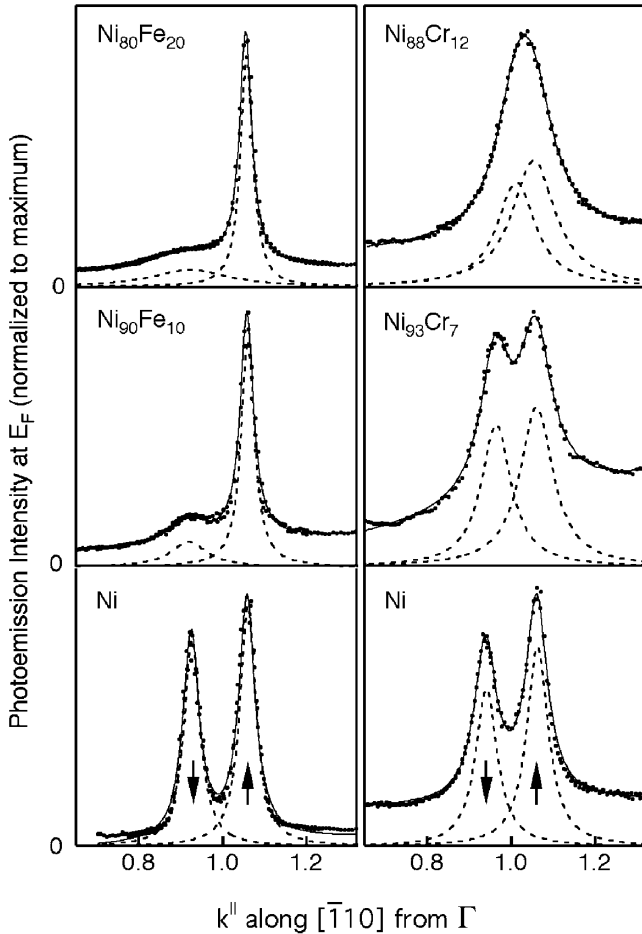 Photoemission Intensity at E_F (normalized to maximum)
Ni₈₀Fe₂₀
Ni₈₈Cr₁₂
0
Ni₉₀Fe₁₀
Ni₉₃Cr₇
0
Ni
Ni
0
0.8 1.0 1.2 0.8 1.0 1.2
k^|| along [1̅10] from Γ